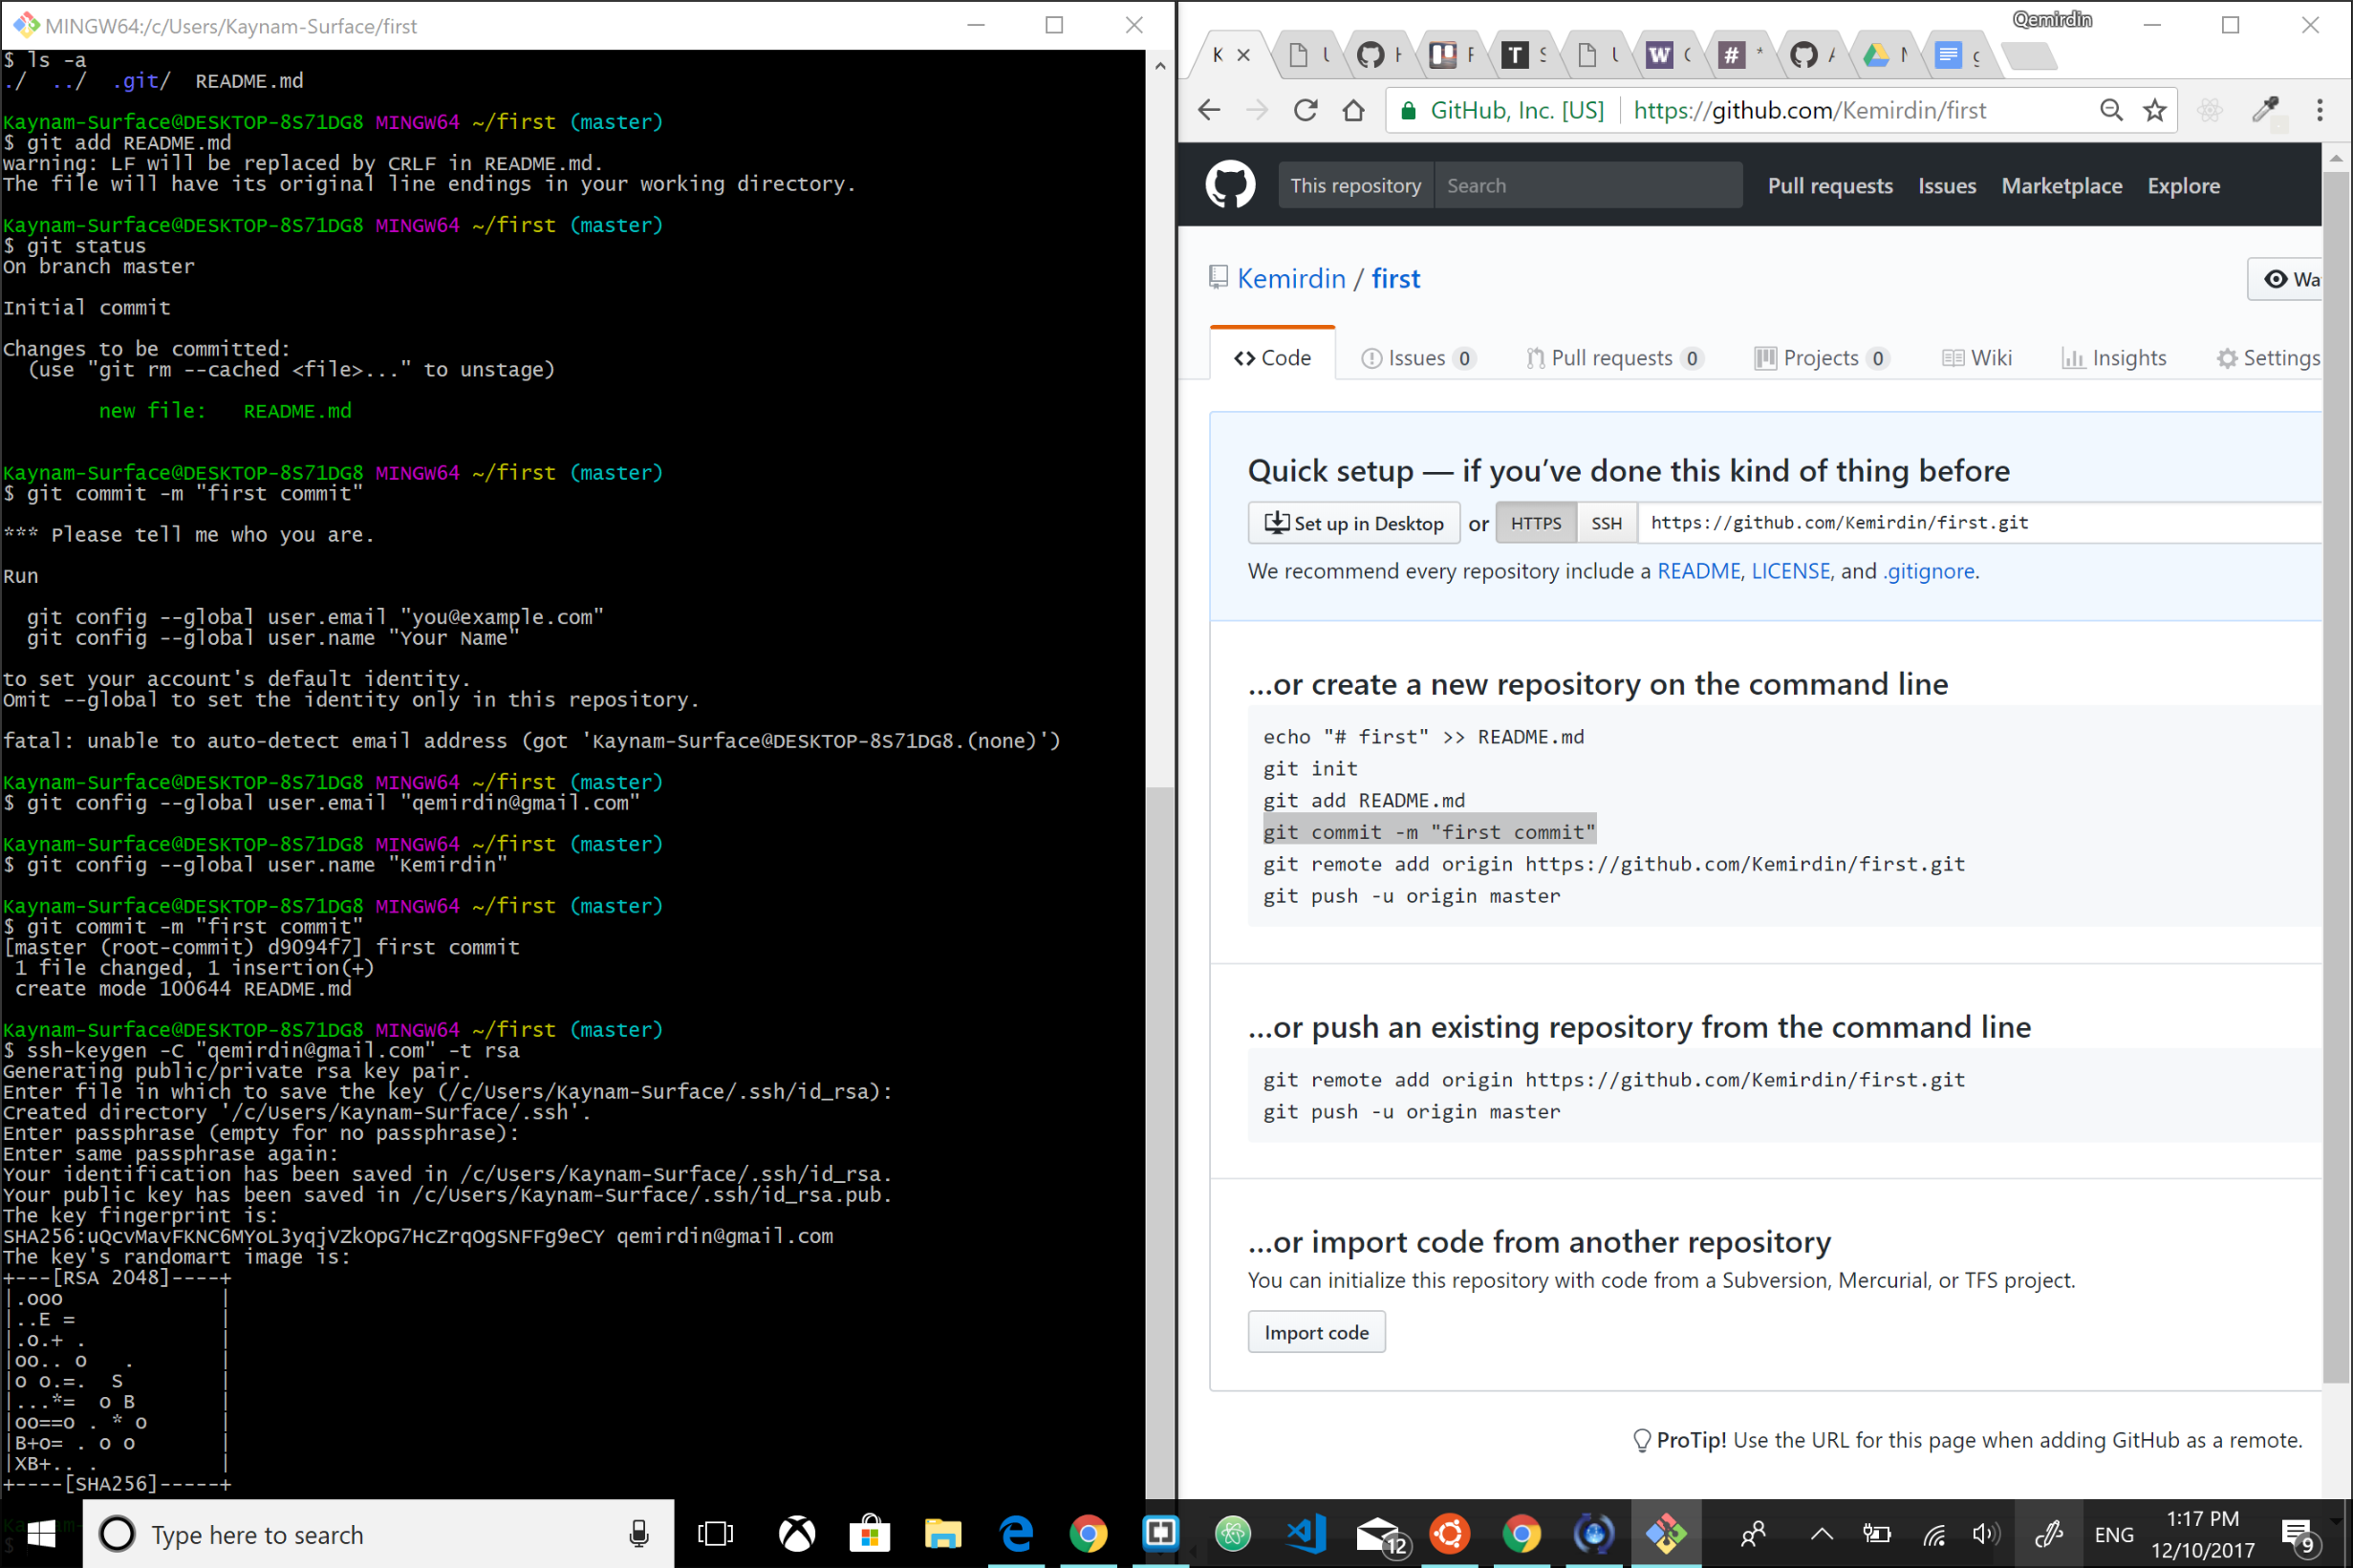 MINGW64:/c/Users/Kaynam-Surface/first
$ ls -a
./ ../ .git/ README.md
Kaynam-Surface@DESKTOP-8S71DG8 MINGW64 ~/first (master)
$ git add README.md
warning: LF will be replaced by CRLF in README.md.
The file will have its original line endings in your working directory.
Kaynam-Surface@DESKTOP-8S71DG8 MINGW64 ~/first (master)
$ git status
On branch master
Initial commit
Changes to be committed:
(use "git rm --cached <file>..." to unstage)
new file: README.md
Kaynam-Surface@DESKTOP-8S71DG8 MINGW64 ~/first (master)
$ git commit -m "first commit"
*** Please tell me who you are.
Run
git config --global user.email "you@example.com"
git config --global user.name "Your Name"
to set your account's default identity.
Omit --global to set the identity only in this repository.
fatal: unable to auto-detect email address (got 'Kaynam-Surface@DESKTOP-8S71DG8.(none)')
Kaynam-Surface@DESKTOP-8S71DG8 MINGW64 ~/first (master)
$ git config --global user.email "qemirdin@gmail.com"
Kaynam-Surface@DESKTOP-8S71DG8 MINGW64 ~/first (master)
$ git config --global user.name "Kemirdin"
Kaynam-Surface@DESKTOP-8S71DG8 MINGW64 ~/first (master)
$ git commit -m "first commit"
[master (root-commit) d9094f7] first commit
1 file changed, 1 insertion(+)
create mode 100644 README.md
Kaynam-Surface@DESKTOP-8S71DG8 MINGW64 ~/first (master)
$ ssh-keygen -C "qemirdin@gmail.com" -t rsa
Generating public/private rsa key pair.
Enter file in which to save the key (/c/Users/Kaynam-Surface/.ssh/id_rsa):
Created directory '/c/Users/Kaynam-Surface/.ssh'.
Enter passphrase (empty for no passphrase):
Enter same passphrase again:
Your identification has been saved in /c/Users/Kaynam-Surface/.ssh/id_rsa.
Your public key has been saved in /c/Users/Kaynam-Surface/.ssh/id_rsa.pub.
The key fingerprint is:
SHA256:uQcvMavFKNC6MYoL3yqjVZkOpG7HcZrqOgSNFFg9eCY qemirdin@gmail.com
The key's randomart image is:
+---[RSA 2048]----+
|.ooo |
|..E = |
|.o.+ . |
|oo.. o . |
|o o.=. S |
|...*= o B |
|oo==o . * o |
|B+o= . o o |
|XB+.. . |
+----[SHA256]-----+
Qemirdin
GitHub, Inc. [US] https://github.com/Kemirdin/first
This repository Search Pull requests Issues Marketplace Explore
Kemirdin / first
Wa
Code Issues 0 Pull requests 0 Projects 0 Wiki Insights Settings
Quick setup — if you’ve done this kind of thing before
Set up in Desktop or HTTPS SSH https://github.com/Kemirdin/first.git
We recommend every repository include a README, LICENSE, and .gitignore.
…or create a new repository on the command line
echo "# first" >> README.md
git init
git add README.md
git commit -m "first commit"
git remote add origin https://github.com/Kemirdin/first.git
git push -u origin master
…or push an existing repository from the command line
git remote add origin https://github.com/Kemirdin/first.git
git push -u origin master
…or import code from another repository
You can initialize this repository with code from a Subversion, Mercurial, or TFS project.
Import code
ProTip! Use the URL for this page when adding GitHub as a remote.
Type here to search
12
ENG
1:17 PM
12/10/2017
9